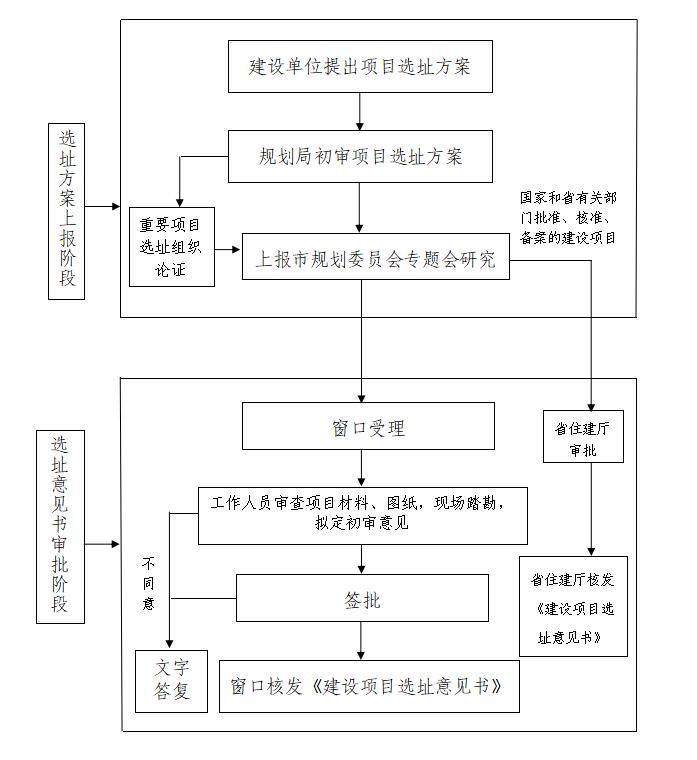 建设单位提出项目选址方案
选址方案上报阶段
规划局初审项目选址方案
重要项目
选址组织
论证
国家和省有关部
门批准、核准、
备案的建设项目
上报市规划委员会专题会研究
选址意见书审批阶段
窗口受理
省住建厅
审批
工作人员审查项目材料、图纸，现场踏勘，
拟定初审意见
不同意
签批
省住建厅核发
《建设项目选
址意见书》
文字
答复
窗口核发《建设项目选址意见书》